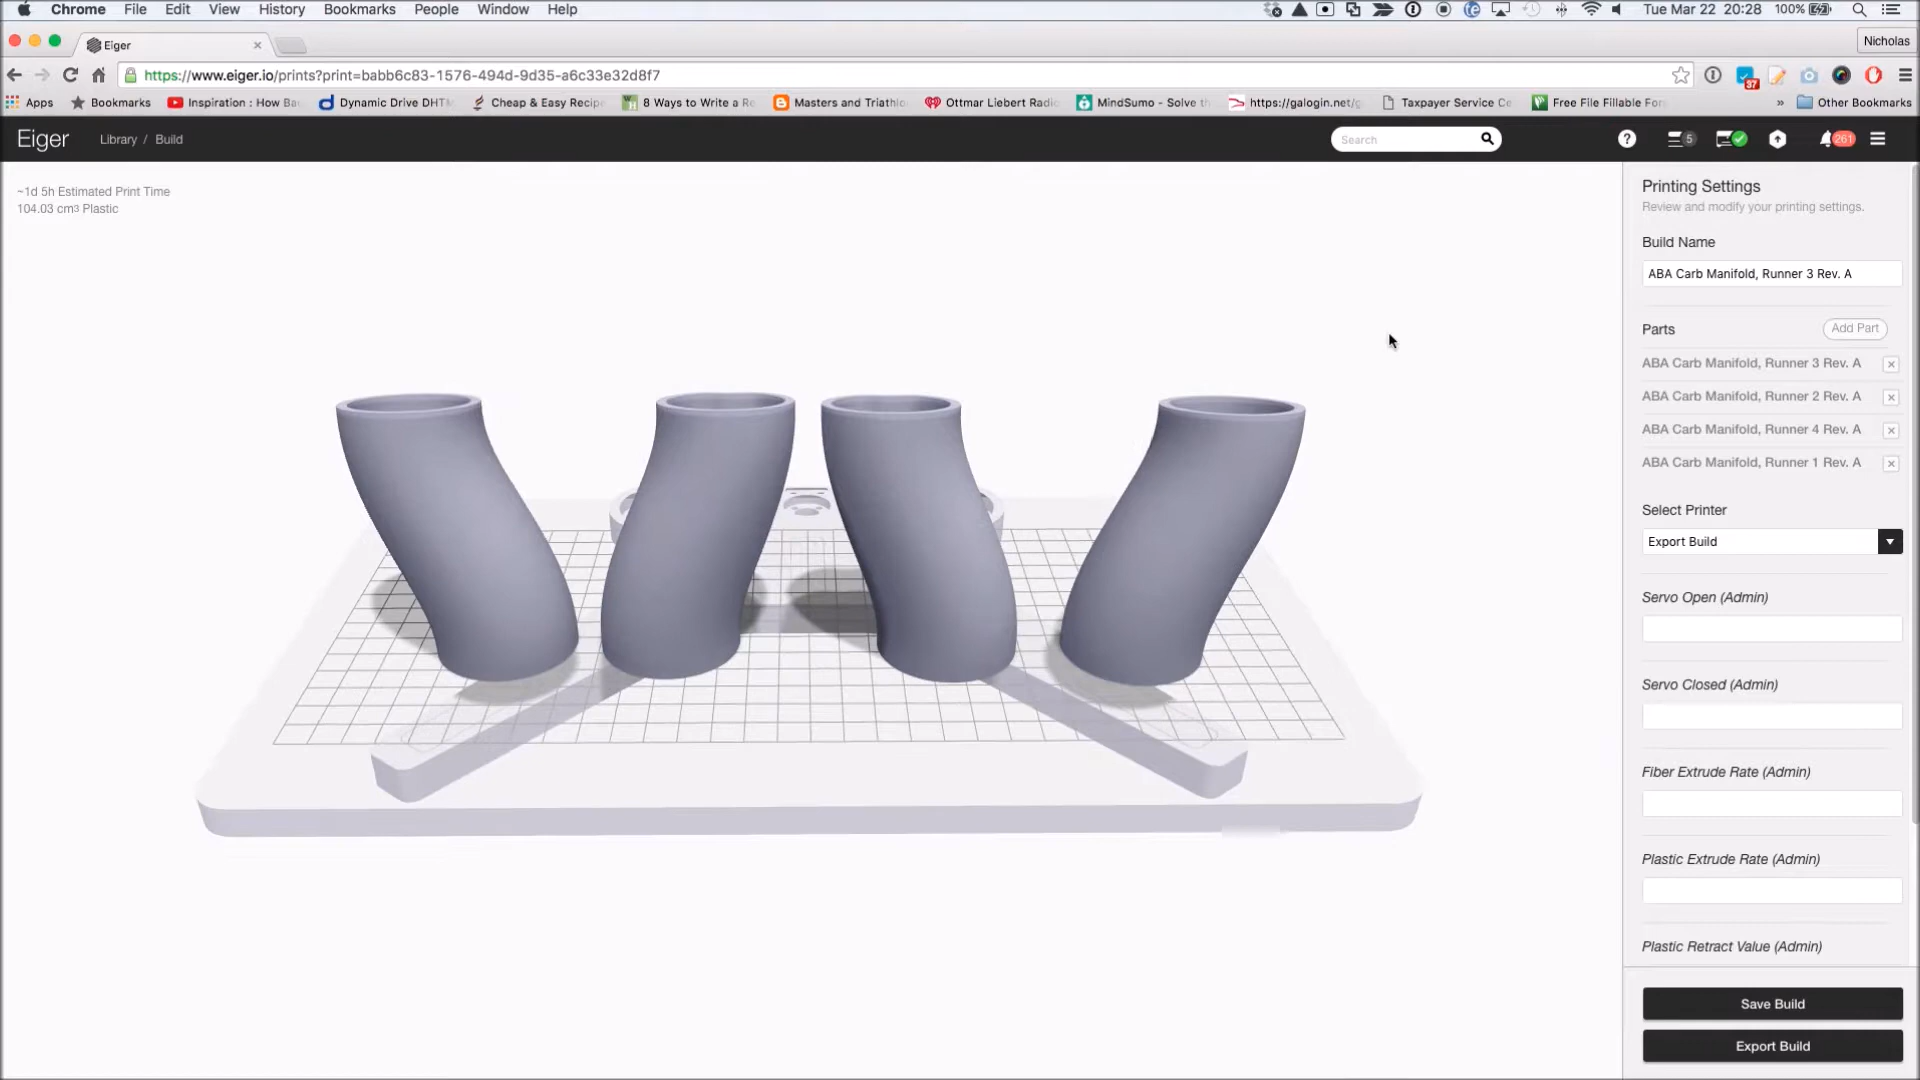 Chrome File Edit View History Bookmarks People Window Help Tue Mar 22 20:28 100%
Eiger Nicholas
https://www.eiger.io/prints?print=babb6c83-1576-494d-9d35-a6c33e32d8f7 37
Apps Bookmarks Inspiration : How Ba Dynamic Drive DHTM Cheap & Easy Recipe 8 Ways to Write a Re Masters and Triathlo Ottmar Liebert Radio MindSumo - Solve th https://galogin.net/g Taxpayer Service Ce Free File Fillable For » Other Bookmarks
Eiger Library / Build Search 5 261
~1d 5h Estimated Print Time
104.03 cm3 Plastic
Printing Settings
Review and modify your printing settings.
Build Name
ABA Carb Manifold, Runner 3 Rev. A
Parts Add Part
ABA Carb Manifold, Runner 3 Rev. A
ABA Carb Manifold, Runner 2 Rev. A
ABA Carb Manifold, Runner 4 Rev. A
ABA Carb Manifold, Runner 1 Rev. A
Select Printer
Export Build
Servo Open (Admin)
Servo Closed (Admin)
Fiber Extrude Rate (Admin)
Plastic Extrude Rate (Admin)
Plastic Retract Value (Admin)
Save Build
Export Build